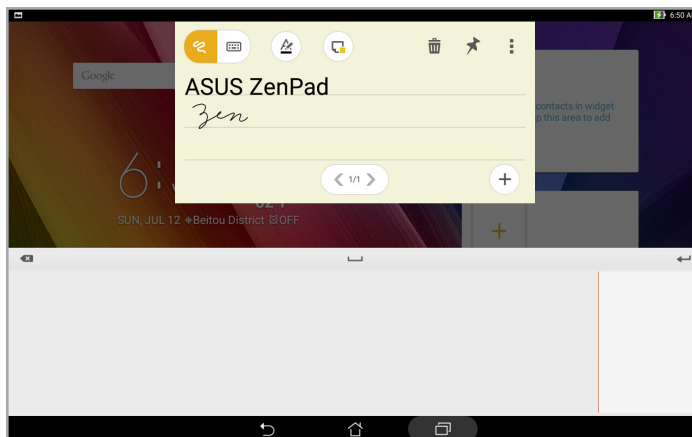 6:50 A
Google
ASUS ZenPad
contacts in widget
p this area to add
Zen
1/1
6:
SUN, JUL 12 Beitou District OFF